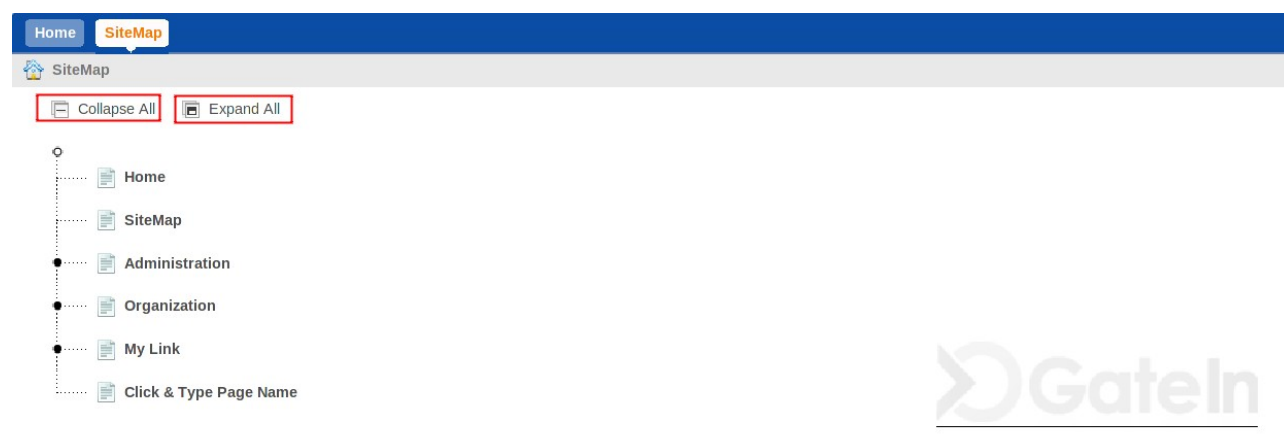 Home SiteMap
SiteMap
Collapse All Expand All
Home
SiteMap
Administration
Organization
My Link
Click & Type Page Name
GateIn